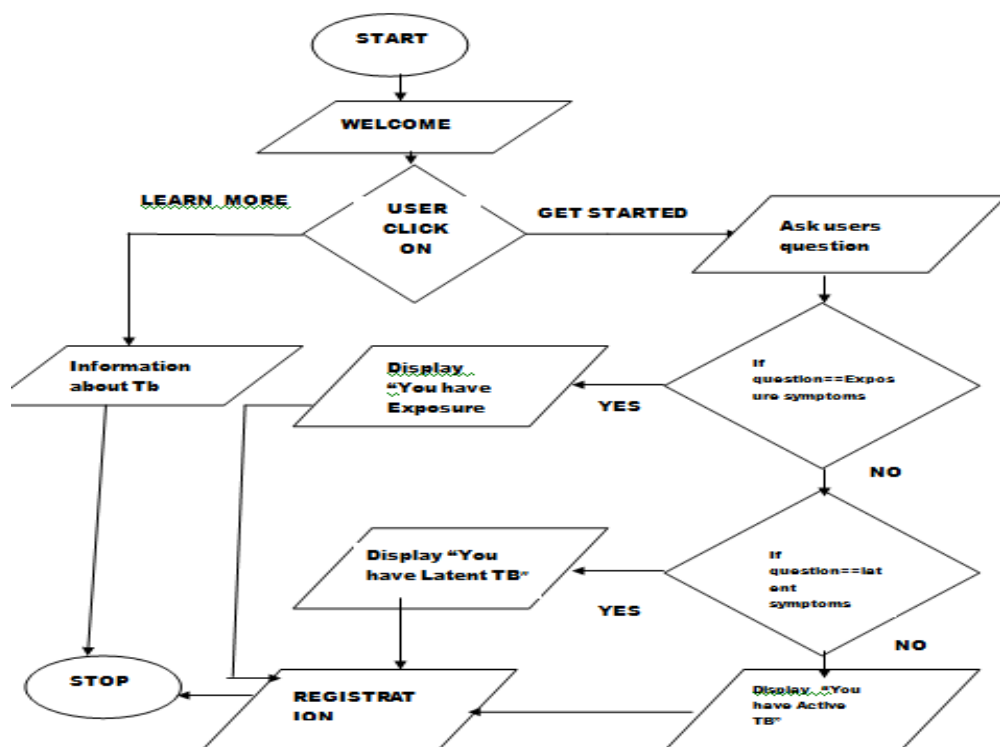 START
WELCOME
LEARN MORE
USER
CLICK
ON
GET STARTED
Ask users
question
Information
about Tb
Display
“You have
Exposure
YES
If
question==Expos
ure symptoms
NO
Display “You
have Latent TB”
YES
If
question==lat
ent
symptoms
NO
STOP
REGISTRAT
ION
Display “You
have Active
TB”